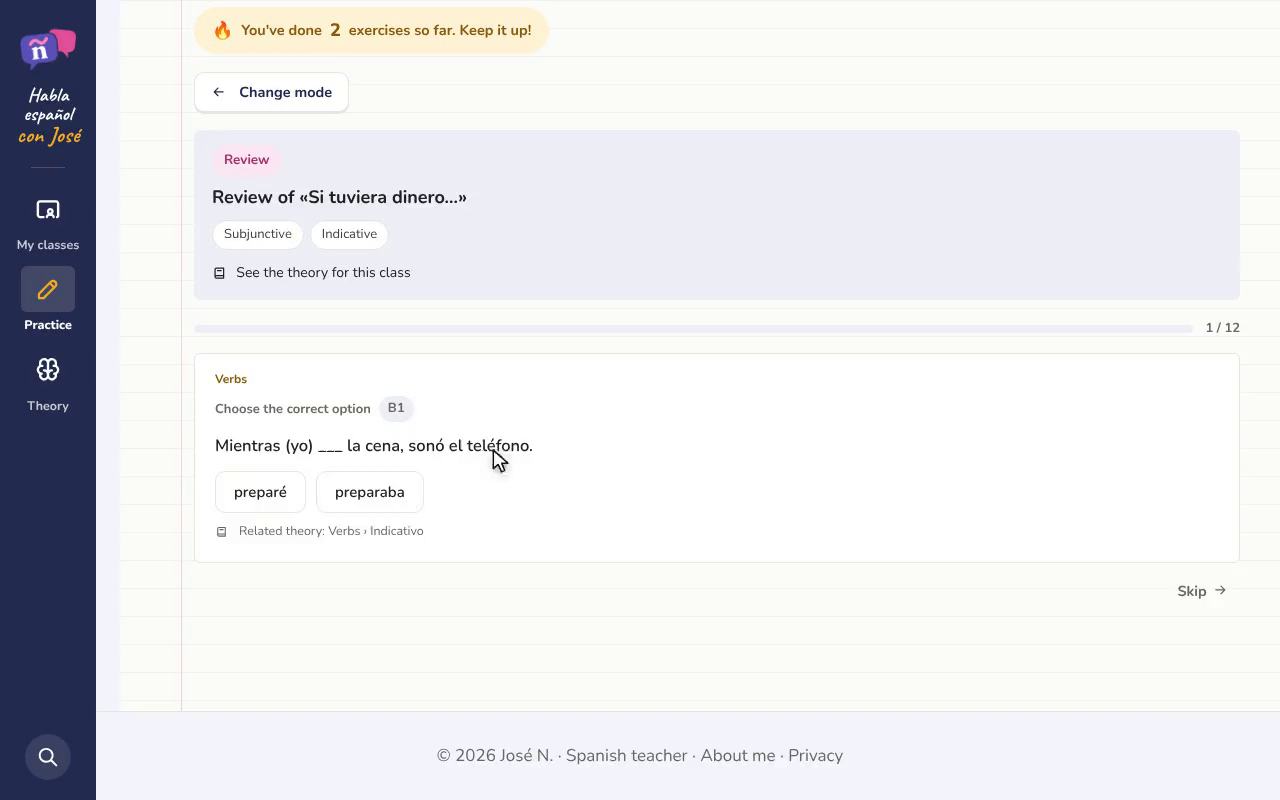 ñ
Habla
español
con José
My classes
Practice
Theory
🔥 You've done 2 exercises so far. Keep it up!
← Change mode
Review
Review of «Si tuviera dinero...»
Subjunctive Indicative
See the theory for this class
1 / 12
Verbs
Choose the correct option B1
Mientras (yo) ___ la cena, sonó el teléfono.
preparé preparaba
Related theory: Verbs › Indicativo
Skip →
© 2026 José N. · Spanish teacher · About me · Privacy